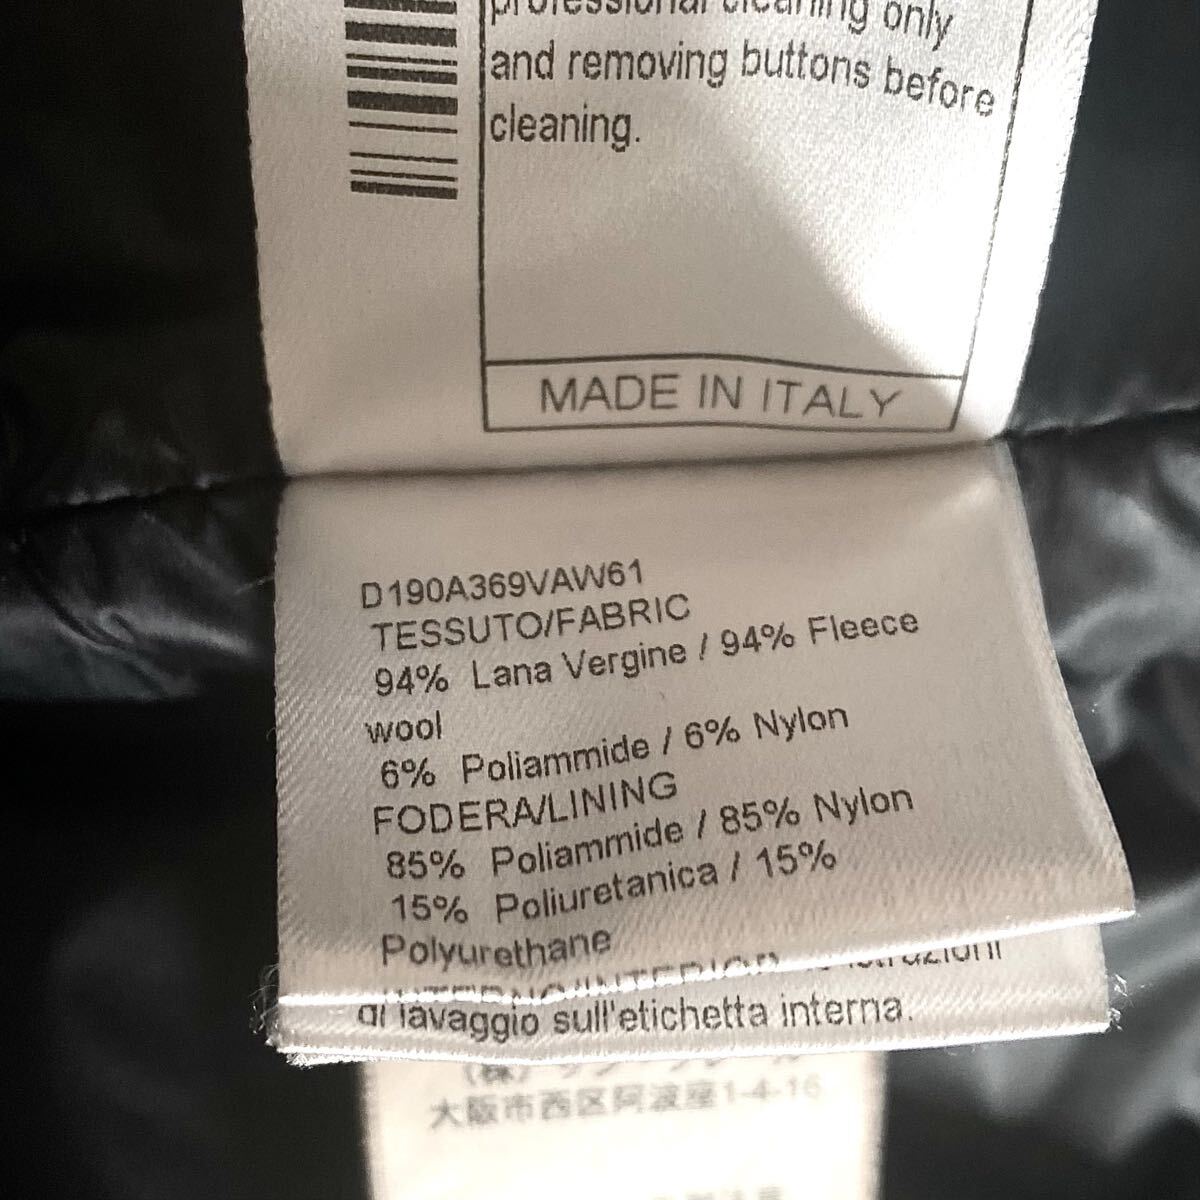 professional cleaning only
and removing buttons before
cleaning.
MADE IN ITALY
D190A369VAW61
TESSUTO/FABRIC
94% Lana Vergine / 94% Fleece
wool
6% Poliammide / 6% Nylon
FODERA/LINING
85% Poliammide / 85% Nylon
15% Poliuretanica / 15%
Polyurethane
di lavaggio sull'etichetta interna.
大阪市西区阿波座1-4-16